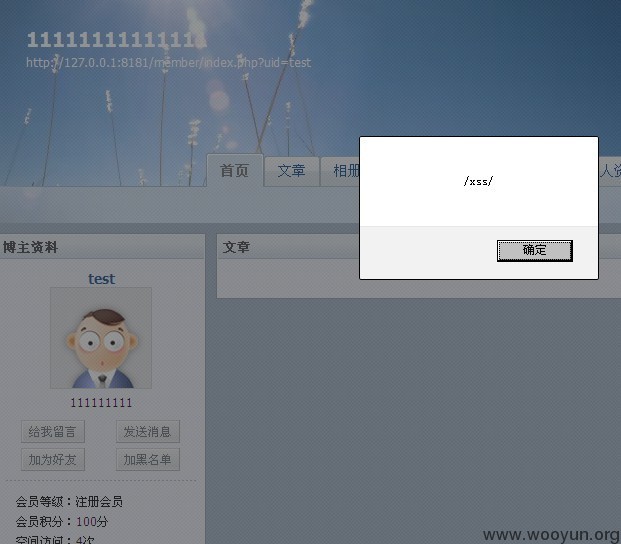 11111111111111
http://127.0.0.1:8181/member/index.php?uid=test
首页
文章
相册
人资
/xss/
确定
博主资料
文章
test
111111111
给我留言
发送消息
加为好友
加黑名单
会员等级：注册会员
会员积分：100分
空间访问：4次
www.wooyun.org